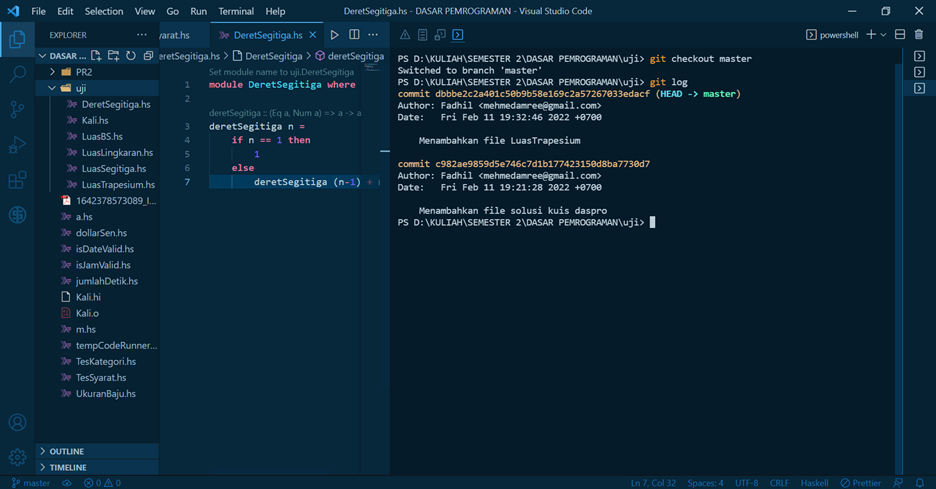 File Edit Selection View Go Run Terminal Help DeretSegitiga.hs - DASAR PEMROGRAMAN - Visual Studio Code
EXPLORER
DASAR ...
PR2
uji
DeretSegitiga.hs
Kali.hs
LuasBS.hs
LuasLingkaran.hs
LuasSegitiga.hs
LuasTrapesium.hs
1642378573089_I...
a.hs
dollarSen.hs
isDateValid.hs
isJamValid.hs
jumlahDetik.hs
Kali.hi
Kali.o
m.hs
tempCodeRunner...
TesKategori.hs
TesSyarat.hs
UkuranBaju.hs
OUTLINE
TIMELINE
yarat.hs DeretSegitiga.hs
eretSegitiga.hs > DeretSegitiga > deretSegitiga
Set module name to uji.DeretSegitiga
1 module DeretSegitiga where
2
deretSegitiga :: (Eq a, Num a) => a -> a
3 deretSegitiga n =
4 if n == 1 then
5 1
6 else
7 deretSegitiga (n-1) +
powershell
PS D:\KULIAH\SEMESTER 2\DASAR PEMROGRAMAN\uji> git checkout master
Switched to branch 'master'
PS D:\KULIAH\SEMESTER 2\DASAR PEMROGRAMAN\uji> git log
commit dbbbe2c2a401c50b9b58e169c2a57267033edacf (HEAD -> master)
Author: Fadhil <mehmedamree@gmail.com>
Date: Fri Feb 11 19:32:46 2022 +0700
Menambahkan file LuasTrapesium
commit c982ae9859d5e746c7d1b177423150d8ba7730d7
Author: Fadhil <mehmedamree@gmail.com>
Date: Fri Feb 11 19:21:28 2022 +0700
Menambahkan file solusi kuis daspro
PS D:\KULIAH\SEMESTER 2\DASAR PEMROGRAMAN\uji>
master 0 0 Ln 7, Col 32 Spaces: 4 UTF-8 CRLF Haskell Prettier